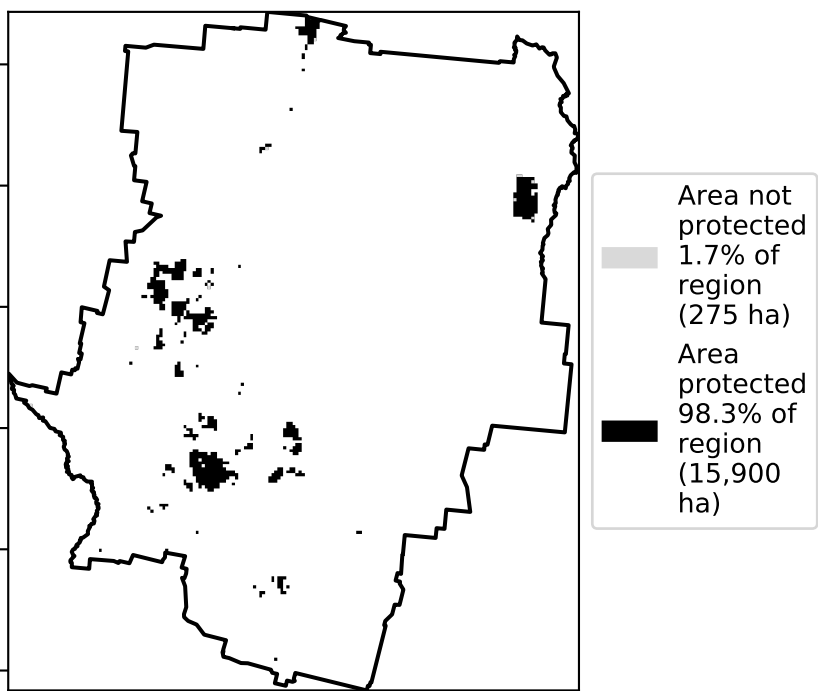 Area not
protected
1.7% of
region
(275 ha)
Area
protected
98.3% of
region
(15,900
ha)